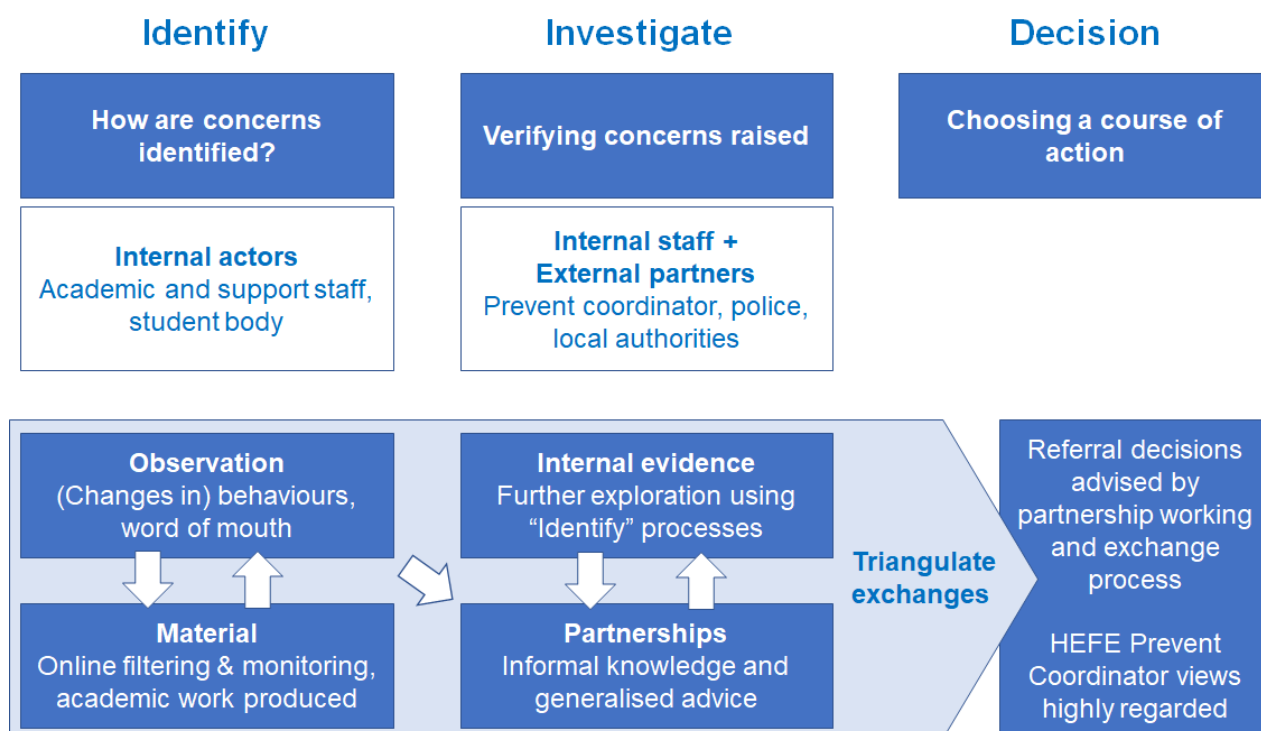 Identify
Investigate
Decision
How are concerns
identified?
Verifying concerns raised
Choosing a course of
action
Internal actors
Academic and support staff,
student body
Internal staff +
External partners
Prevent coordinator, police,
local authorities
Observation
(Changes in) behaviours,
word of mouth
Internal evidence
Further exploration using
“Identify” processes
Material
Online filtering & monitoring,
academic work produced
Partnerships
Informal knowledge and
generalised advice
Triangulate
exchanges
Referral decisions
advised by
partnership working
and exchange
process
HEFE Prevent
Coordinator views
highly regarded